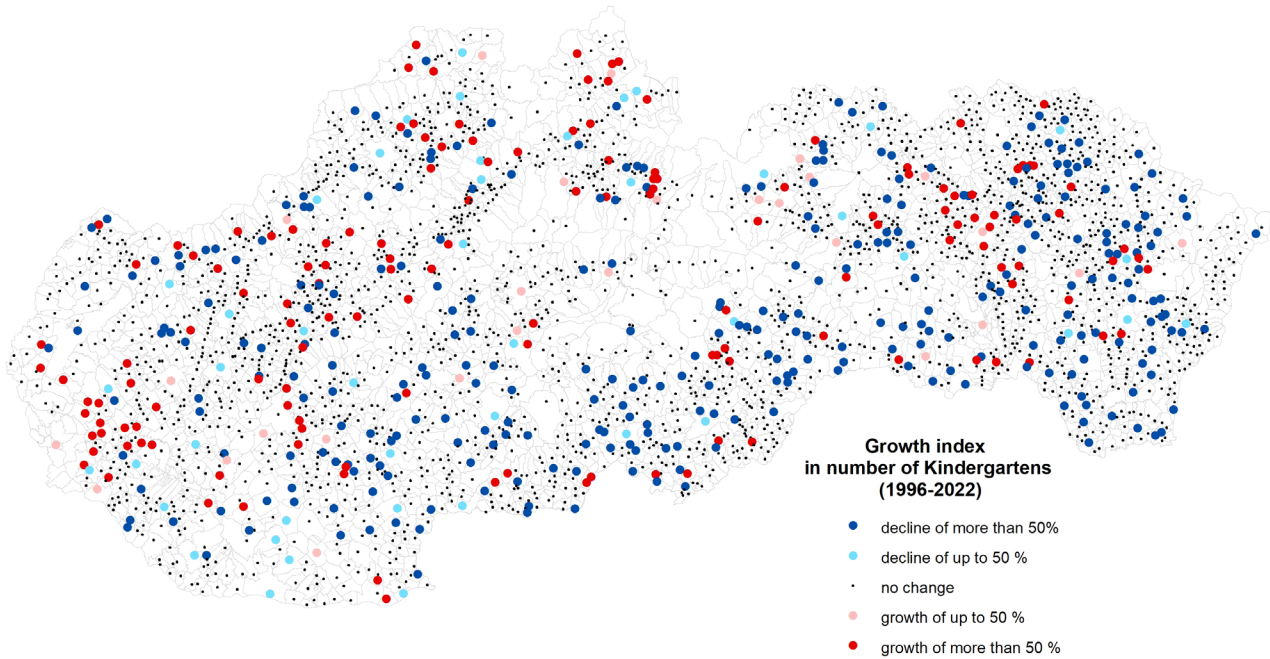 Growth index
in number of Kindergartens
(1996-2022)
decline of more than 50%
decline of up to 50 %
no change
growth of up to 50 %
growth of more than 50 %